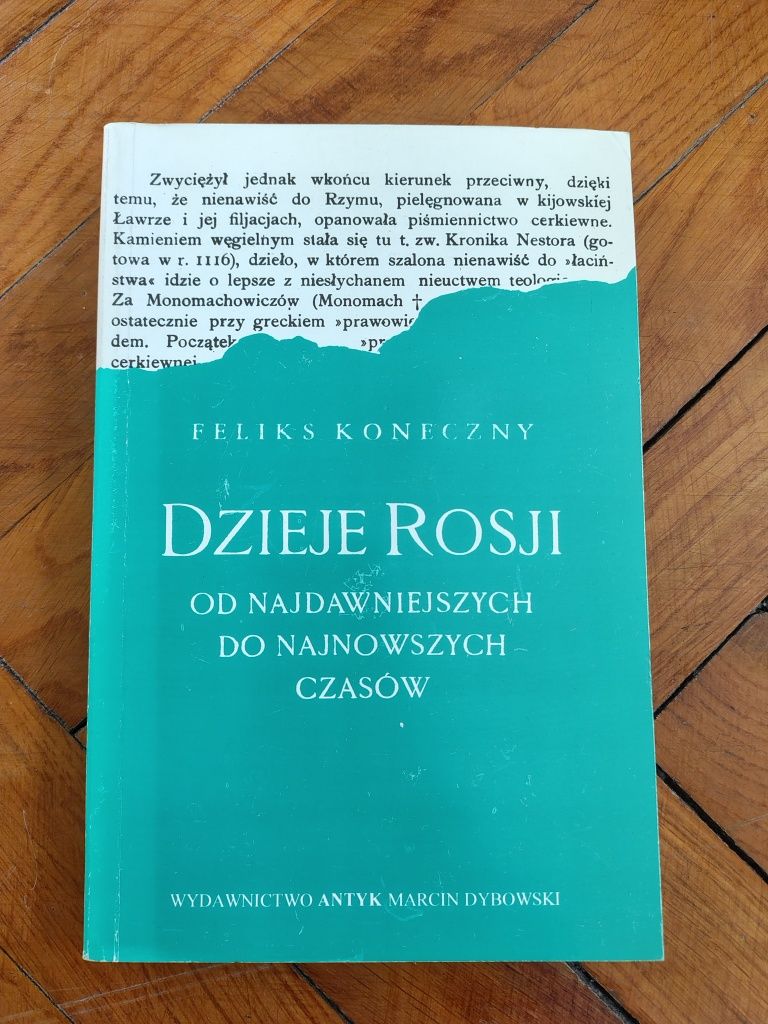 Zwyciężył jednak wkońcu kierunek przeciwny, dzięki
temu, że nienawiść do Rzymu, pielęgnowana w kijowskiej
Ławrze i jej filjacjach, opanowała piśmiennictwo cerkiewne.
Kamieniem węgielnym stała się tu t. zw. Kronika Nestora (go-
towa w r. 1116), dzieło, w którem szalona nienawiść do »łaciń-
stwa« idzie o lepsze z niesłychanem nieuctwem
Za Monomachowiczów (Monomach †
ostatecznie przy greckiem
dem.
cerkiewnej
FELIKS KONECZNY
DZIEJE ROSJI
OD NAJDAWNIEJSZYCH
DO NAJNOWSZYCH
CZASÓW
WYDAWNICTWO ANTYK MARCIN DYBOWSKI